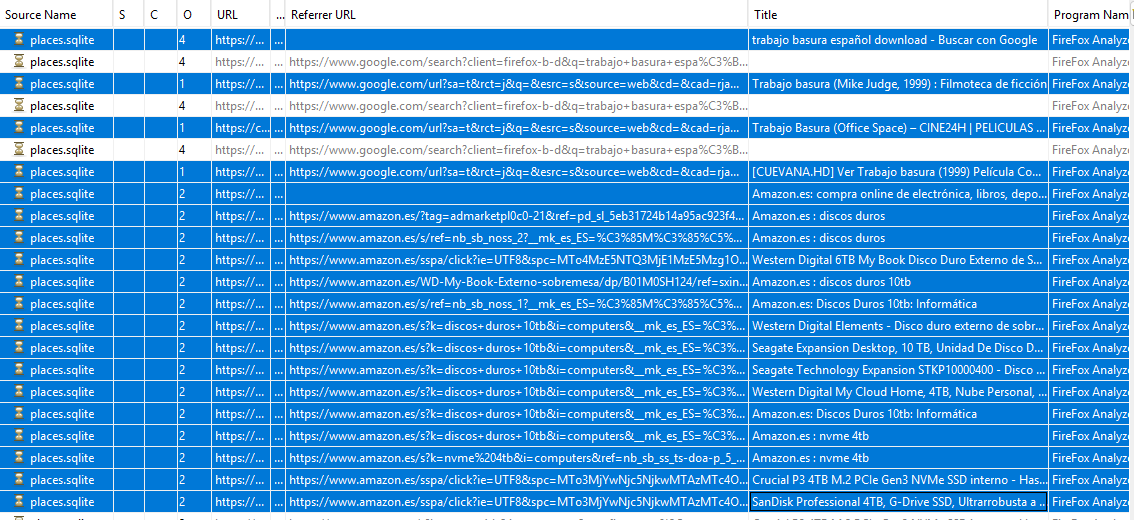 Source Name S C O URL ... Referrer URL Title Program Nam
places.sqlite 4 https://... trabajo basura español download - Buscar con Google FireFox Analyze
places.sqlite 4 https://... ... https://www.google.com/search?client=firefox-b-d&q=trabajo+basura+espa%C3%B... FireFox Analyze
places.sqlite 1 https://... ... https://www.google.com/url?sa=t&rct=j&q=&esrc=s&source=web&cd=&cad=rja... Trabajo basura (Mike Judge, 1999) : Filmoteca de ficción FireFox Analyze
places.sqlite 4 https://... ... https://www.google.com/search?client=firefox-b-d&q=trabajo+basura+espa%C3%B... FireFox Analyze
places.sqlite 1 https://c... ... https://www.google.com/url?sa=t&rct=j&q=&esrc=s&source=web&cd=&cad=rja... Trabajo Basura (Office Space) – CINE24H | PELICULAS ... FireFox Analyze
places.sqlite 4 https://... ... https://www.google.com/search?client=firefox-b-d&q=trabajo+basura+espa%C3%B... FireFox Analyze
places.sqlite 1 https://... ... https://www.google.com/url?sa=t&rct=j&q=&esrc=s&source=web&cd=&cad=rja... [CUEVANA.HD] Ver Trabajo basura (1999) Película Co... FireFox Analyze
places.sqlite 2 https://... ... Amazon.es: compra online de electrónica, libros, depo... FireFox Analyze
places.sqlite 2 https://... ... https://www.amazon.es/?tag=admarketpl0c0-21&ref=pd_sl_5eb31724b14a95ac923f4... Amazon.es : discos duros FireFox Analyze
places.sqlite 2 https://... ... https://www.amazon.es/s/ref=nb_sb_noss_2?__mk_es_ES=%C3%85M%C3%85%C5%... Amazon.es : discos duros FireFox Analyze
places.sqlite 2 https://... ... https://www.amazon.es/sspa/click?ie=UTF8&spc=MTo4MzE5NTQ3MjE1MzE5Mzg1O... Western Digital 6TB My Book Disco Duro Externo de S... FireFox Analyze
places.sqlite 2 https://... ... https://www.amazon.es/WD-My-Book-Externo-sobremesa/dp/B01M0SH124/ref=sxin... Amazon.es : discos duros 10tb FireFox Analyze
places.sqlite 2 https://... ... https://www.amazon.es/s/ref=nb_sb_noss_1?__mk_es_ES=%C3%85M%C3%85%C5%... Amazon.es: Discos Duros 10tb: Informática FireFox Analyze
places.sqlite 2 https://... ... https://www.amazon.es/s?k=discos+duros+10tb&i=computers&__mk_es_ES=%C3%... Western Digital Elements - Disco duro externo de sobr... FireFox Analyze
places.sqlite 2 https://... ... https://www.amazon.es/s?k=discos+duros+10tb&i=computers&__mk_es_ES=%C3%... Seagate Expansion Desktop, 10 TB, Unidad De Disco D... FireFox Analyze
places.sqlite 2 https://... ... https://www.amazon.es/s?k=discos+duros+10tb&i=computers&__mk_es_ES=%C3%... Seagate Technology Expansion STKP10000400 - Disco ... FireFox Analyze
places.sqlite 2 https://... ... https://www.amazon.es/s?k=discos+duros+10tb&i=computers&__mk_es_ES=%C3%... Western Digital My Cloud Home, 4TB, Nube Personal, ... FireFox Analyze
places.sqlite 2 https://... ... https://www.amazon.es/s?k=discos+duros+10tb&i=computers&__mk_es_ES=%C3%... Amazon.es: Discos Duros 10tb: Informática FireFox Analyze
places.sqlite 2 https://... ... https://www.amazon.es/s?k=discos+duros+10tb&i=computers&__mk_es_ES=%C3%... Amazon.es : nvme 4tb FireFox Analyze
places.sqlite 2 https://... ... https://www.amazon.es/s?k=nvme%204tb&i=computers&ref=nb_sb_ss_ts-doa-p_5_... Amazon.es : nvme 4tb FireFox Analyze
places.sqlite 2 https://... ... https://www.amazon.es/sspa/click?ie=UTF8&spc=MTo3MjYwNjc5NjkwMTAzMTc4O... Crucial P3 4TB M.2 PCIe Gen3 NVMe SSD interno - Has... FireFox Analyze
places.sqlite 2 https://... ... https://www.amazon.es/sspa/click?ie=UTF8&spc=MTo3MjYwNjc5NjkwMTAzMTc4O... SanDisk Professional 4TB, G-Drive SSD, Ultrarrobusta a ... FireFox Analyze